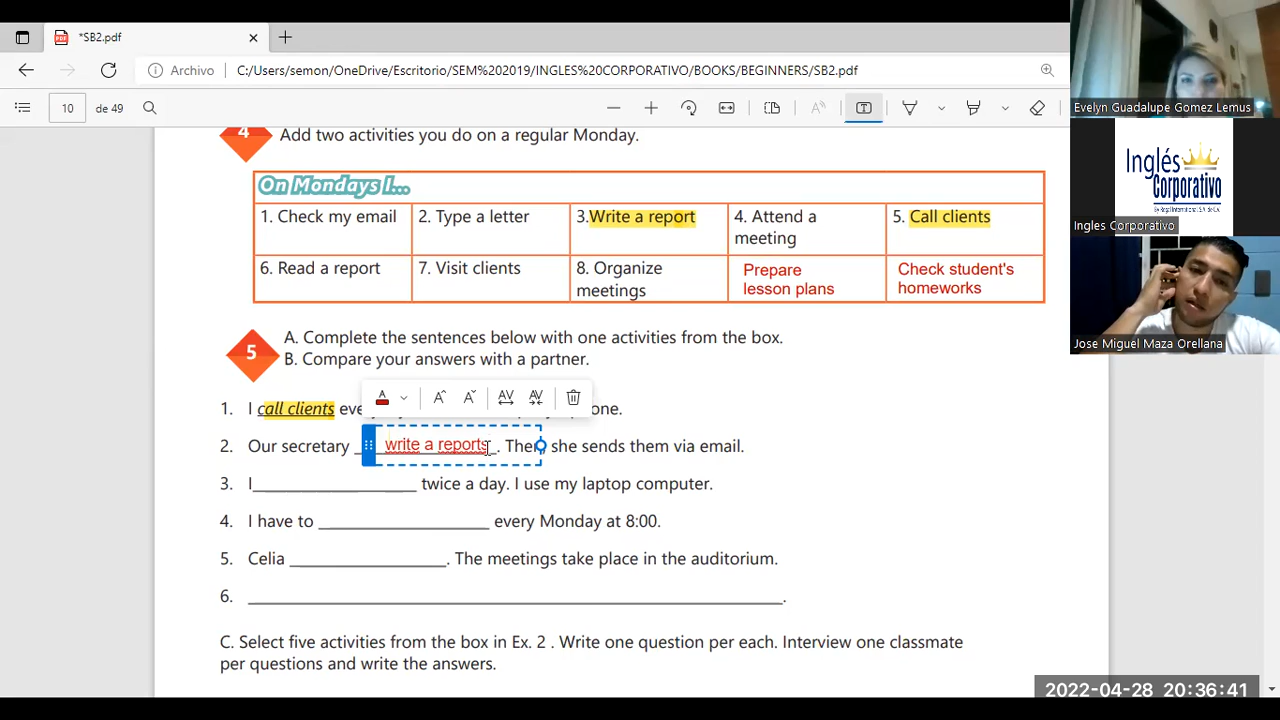 *SB2.pdf
Archivo
C:/Users/semon/OneDrive/Escritorio/SEM%202019/INGLES%20CORPORATIVO/BOOKS/BEGINNERS/SB2.pdf
10 de 49
4 Add two activities you do on a regular Monday.
On Mondays I...
1. Check my email 2. Type a letter 3.Write a report 4. Attend a meeting 5. Call clients
6. Read a report 7. Visit clients 8. Organize meetings Prepare lesson plans Check student's homeworks
5 A. Complete the sentences below with one activities from the box.
B. Compare your answers with a partner.
1. I call clients one.
2. Our secretary write a reports. Then she sends them via email.
3. I________________ twice a day. I use my laptop computer.
4. I have to ________________ every Monday at 8:00.
5. Celia _______________. The meetings take place in the auditorium.
6. ____________________________________________________.
C. Select five activities from the box in Ex. 2 . Write one question per each. Interview one classmate
per questions and write the answers.
Evelyn Guadalupe Gomez Lemus
Inglés
Corporativo
Ingles Corporativo
Jose Miguel Maza Orellana
2022-04-28 20:36:41